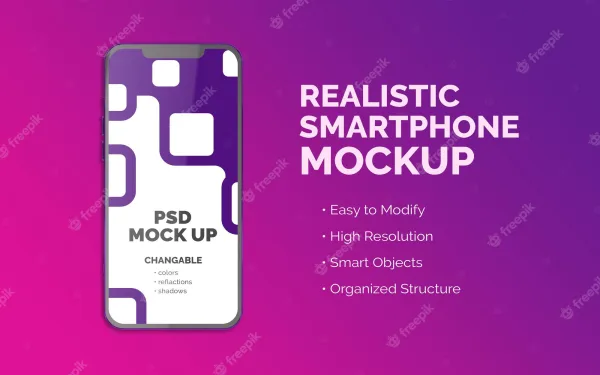 REALISTIC
SMARTPHONE
MOCKUP
• Easy to Modify
• High Resolution
• Smart Objects
• Organized Structure
PSD
MOCK UP
CHANGABLE
• colors
• reflactions
• shadows
freepik